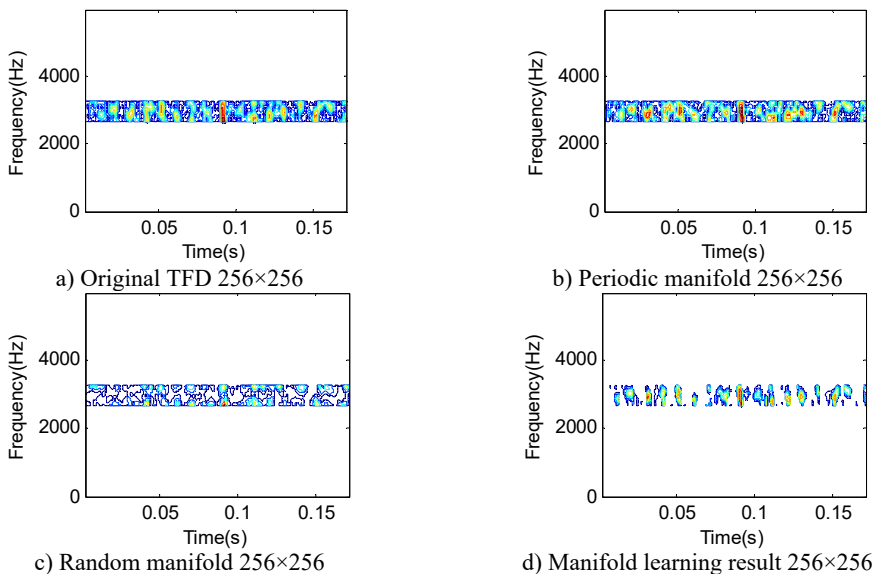 Frequency(Hz)
4000
2000
0
0.05
0.1
0.15
Time(s)
a) Original TFD 256×256
Frequency(Hz)
4000
2000
0
0.05
0.1
0.15
Time(s)
b) Periodic manifold 256×256
Frequency(Hz)
4000
2000
0
0.05
0.1
0.15
Time(s)
c) Random manifold 256×256
Frequency(Hz)
4000
2000
0
0.05
0.1
0.15
Time(s)
d) Manifold learning result 256×256